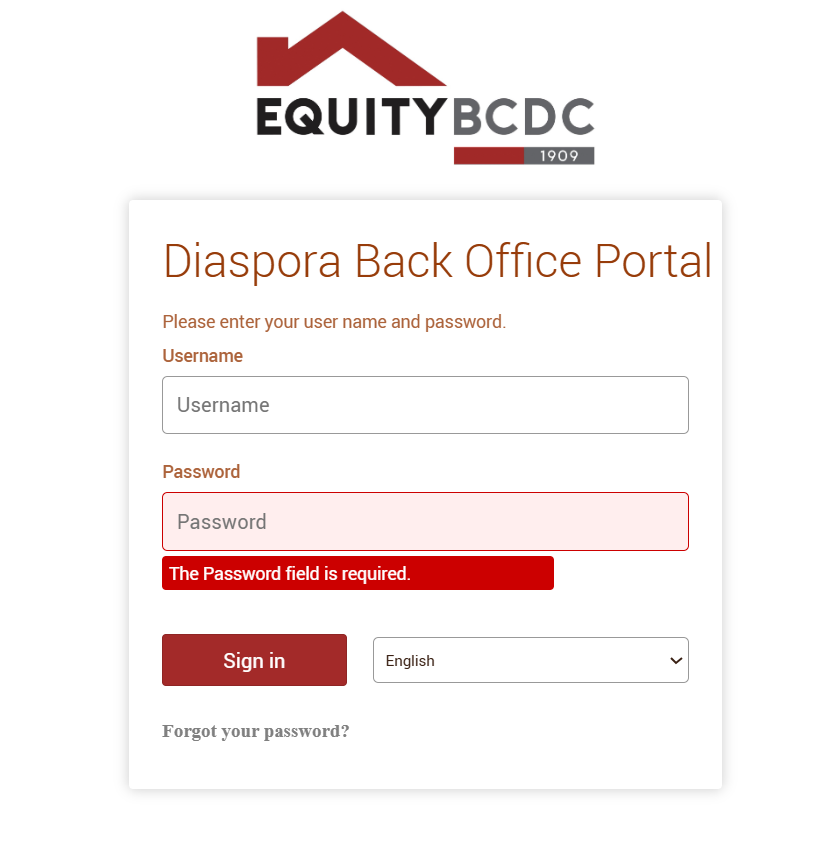 EQUITYBCDC
1909
Diaspora Back Office Portal
Please enter your user name and password.
Username
Username
Password
Password
The Password field is required.
Sign in
English
Forgot your password?